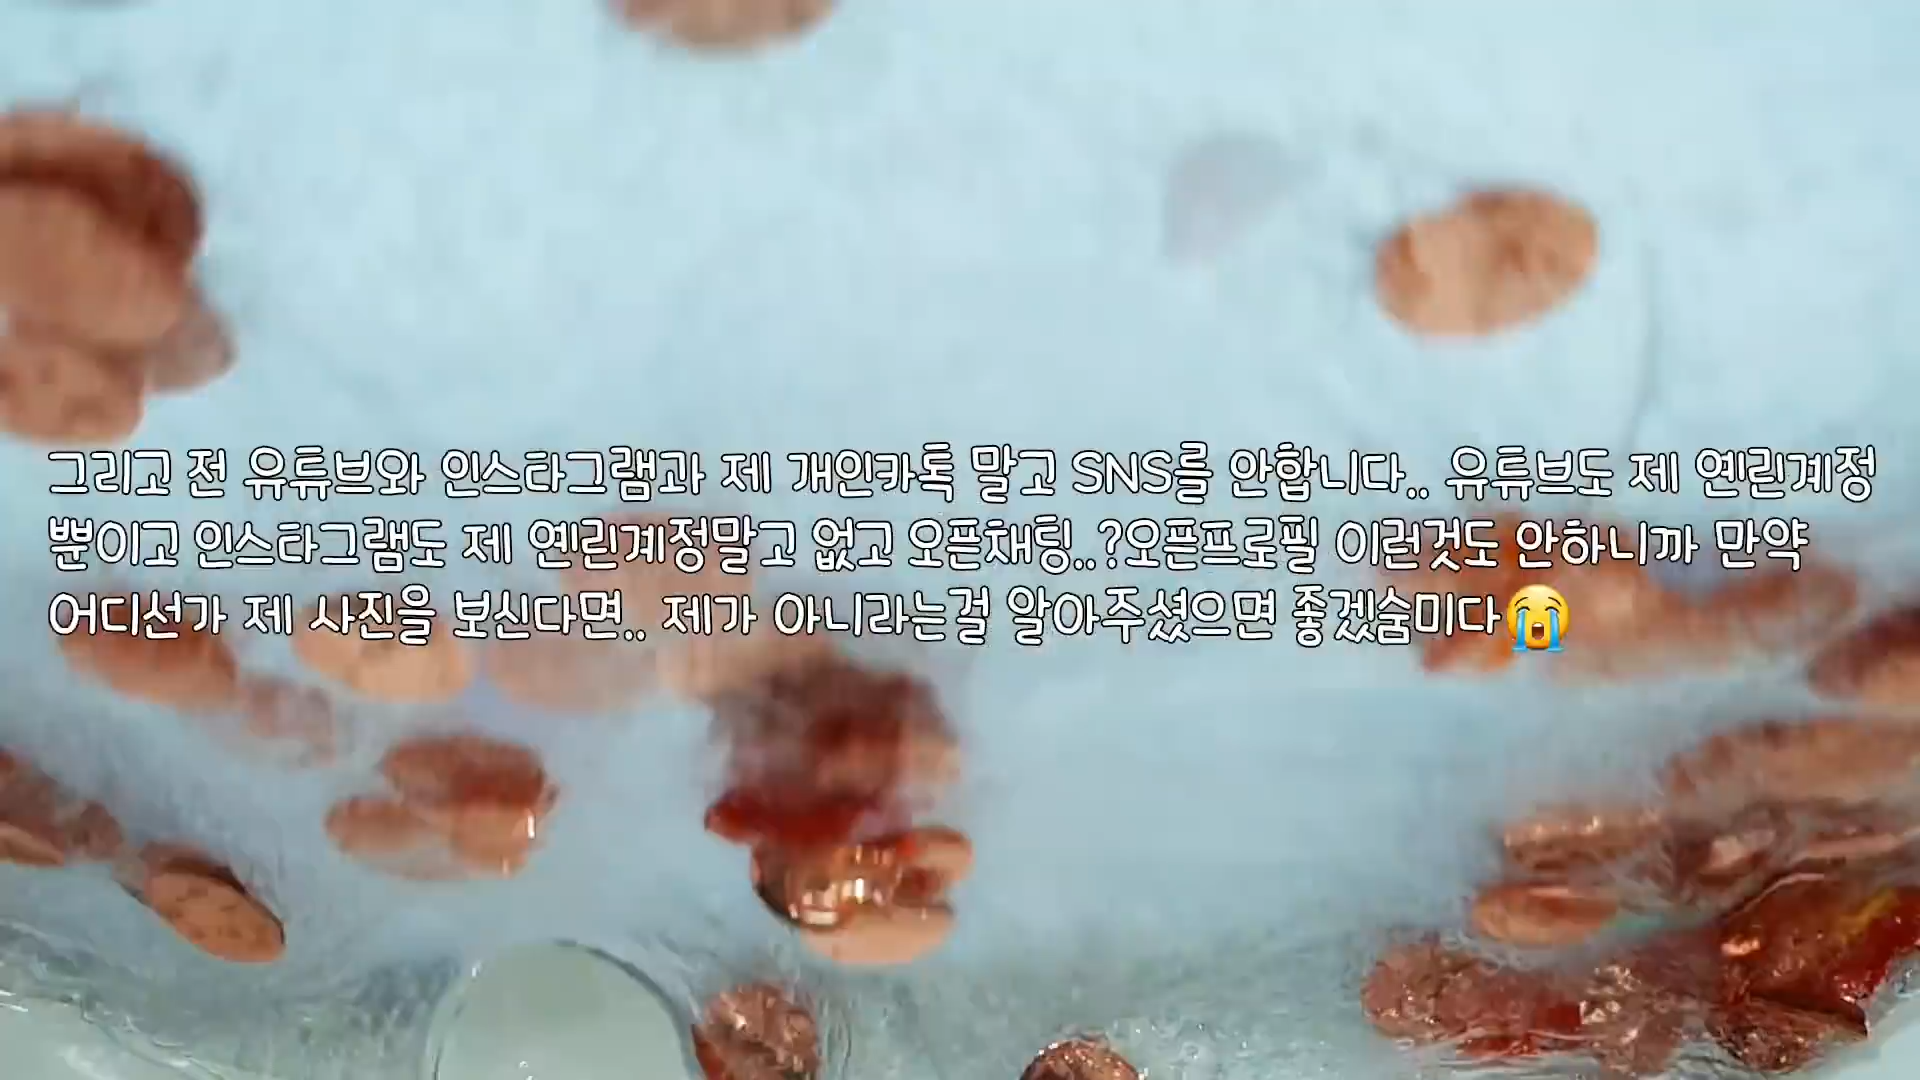 그리고 전 유튜브와 인스타그램과 제 개인카톡 말고 SNS를 안합니다.. 유튜브도 제 옌린계정
뿐이고 인스타그램도 제 옌린계정말고 없고 오픈채팅..?오픈프로필 이런것도 안하니까 만약
어디선가 제 사진을 보신다면.. 제가 아니라는걸 알아주셨으면 좋겠숨미다😭